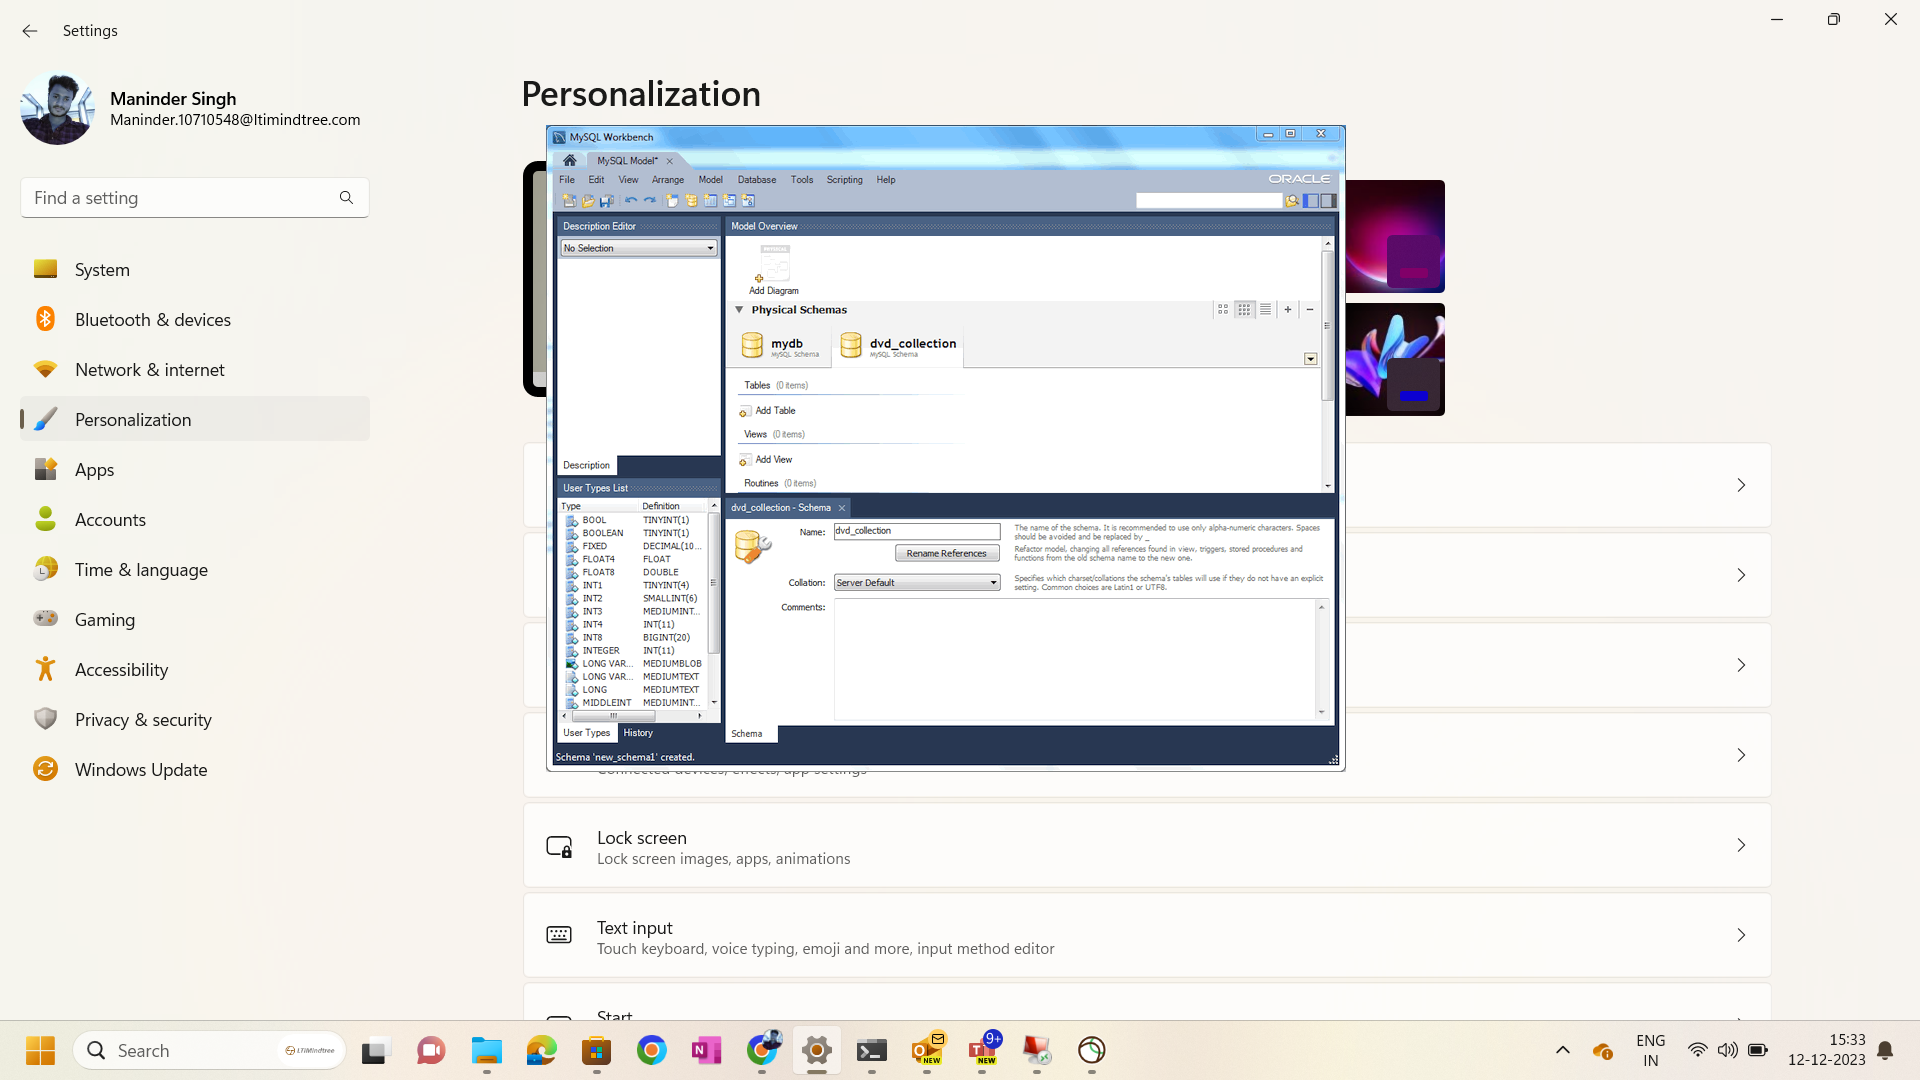 Settings
Maninder Singh
Maninder.10710548@ltimindtree.com
Find a setting
System
Bluetooth & devices
Network & internet
Personalization
Apps
Accounts
Time & language
Gaming
Accessibility
Privacy & security
Windows Update
Personalization
MySQL Workbench
MySQL Model*
File Edit View Arrange Model Database Tools Scripting Help
ORACLE
Description Editor
No Selection
Description
User Types List
Type Definition
BOOL TINYINT(1)
BOOLEAN TINYINT(1)
FIXED DECIMAL(10...
FLOAT4 FLOAT
FLOAT8 DOUBLE
INT1 TINYINT(4)
INT2 SMALLINT(6)
INT3 MEDIUMINT...
INT4 INT(11)
INT8 BIGINT(20)
INTEGER INT(11)
LONG VAR... MEDIUMBLOB
LONG VAR... MEDIUMTEXT
LONG MEDIUMTEXT
MIDDLEINT MEDIUMINT...
User Types History
Schema 'new_schema1' created.
Model Overview
Add Diagram
Physical Schemas
mydb
MySQL Schema
dvd_collection
MySQL Schema
Tables (0 items)
Add Table
Views (0 items)
Add View
Routines (0 items)
dvd_collection - Schema
Name: dvd_collection
The name of the schema. It is recommended to use only alpha-numeric characters. Spaces
should be avoided and be replaced by _
Rename References
Refactor model, changing all references found in view, triggers, stored procedures and
functions from the old schema name to the new one.
Collation: Server Default
Specifies which charset/collations the schema's tables will use if they do not have an explicit
setting. Common choices are Latin1 or UTF8.
Comments:
Schema
Connected devices, effects, app settings
Lock screen
Lock screen images, apps, animations
Text input
Touch keyboard, voice typing, emoji and more, input method editor
Start
Search
LTIMindtree
NEW
9+
NEW
ENG
IN
15:33
12-12-2023